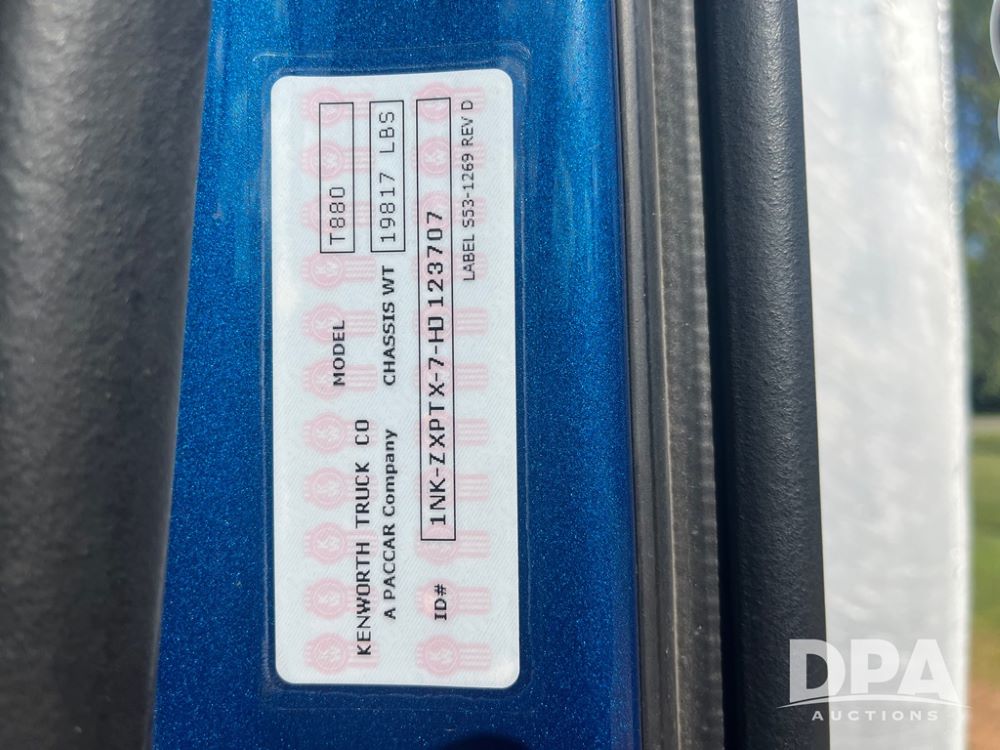 KENWORTH TRUCK CO MODEL T880
A PACCAR Company CHASSIS WT 19817 LBS
ID# 1NK-ZXPTX-7-HD123707
LABEL S53-1269 REV D
DPA
AUCTIONS